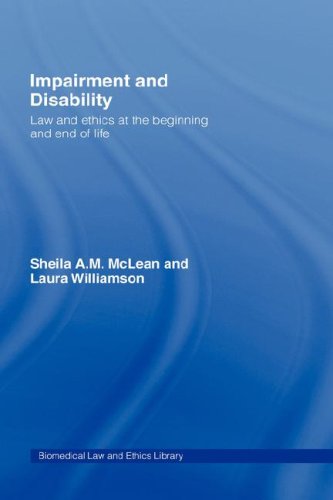 Impairment and
Disability
Law and ethics at the beginning
and end of life
Sheila A.M. McLean and
Laura Williamson
Biomedical Law and Ethics Library